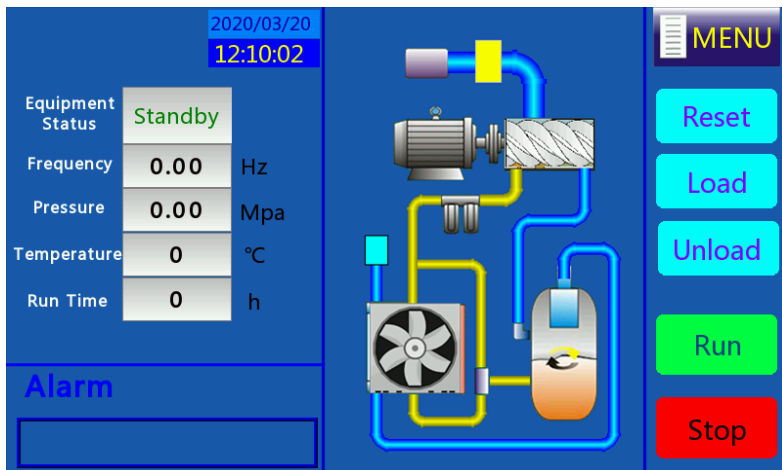 2020/03/20
12:10:02
MENU
Equipment
Status
Standby
Frequency
0.00
Hz
Pressure
0.00
Mpa
Temperature
0
℃
Run Time
0
h
Alarm
Reset
Load
Unload
Run
Stop